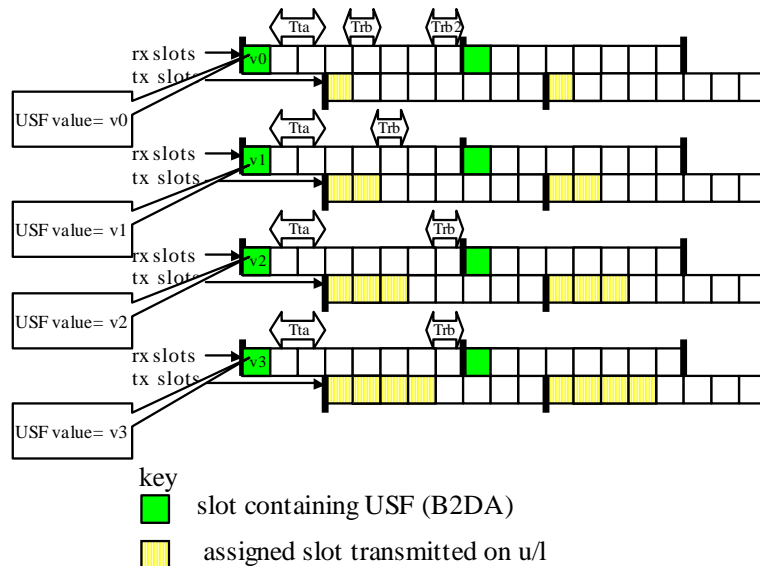 Tta Trb Trb2
rx slots
v0
tx slots
USF value= v0
Tta Trb
rx slots
v1
tx slots
USF value= v1
Tta Trb
rx slots
v2
tx slots
USF value= v2
Tta Trb
rx slots
v3
tx slots
USF value= v3
key
slot containing USF (B2DA)
assigned slot transmitted on u/l